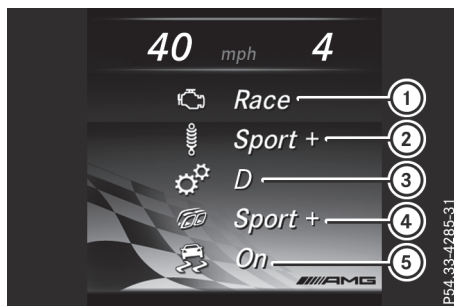 40 mph 4
Race 1
Sport + 2
D 3
Sport + 4
On 5
AMG
P54.33-4285-31